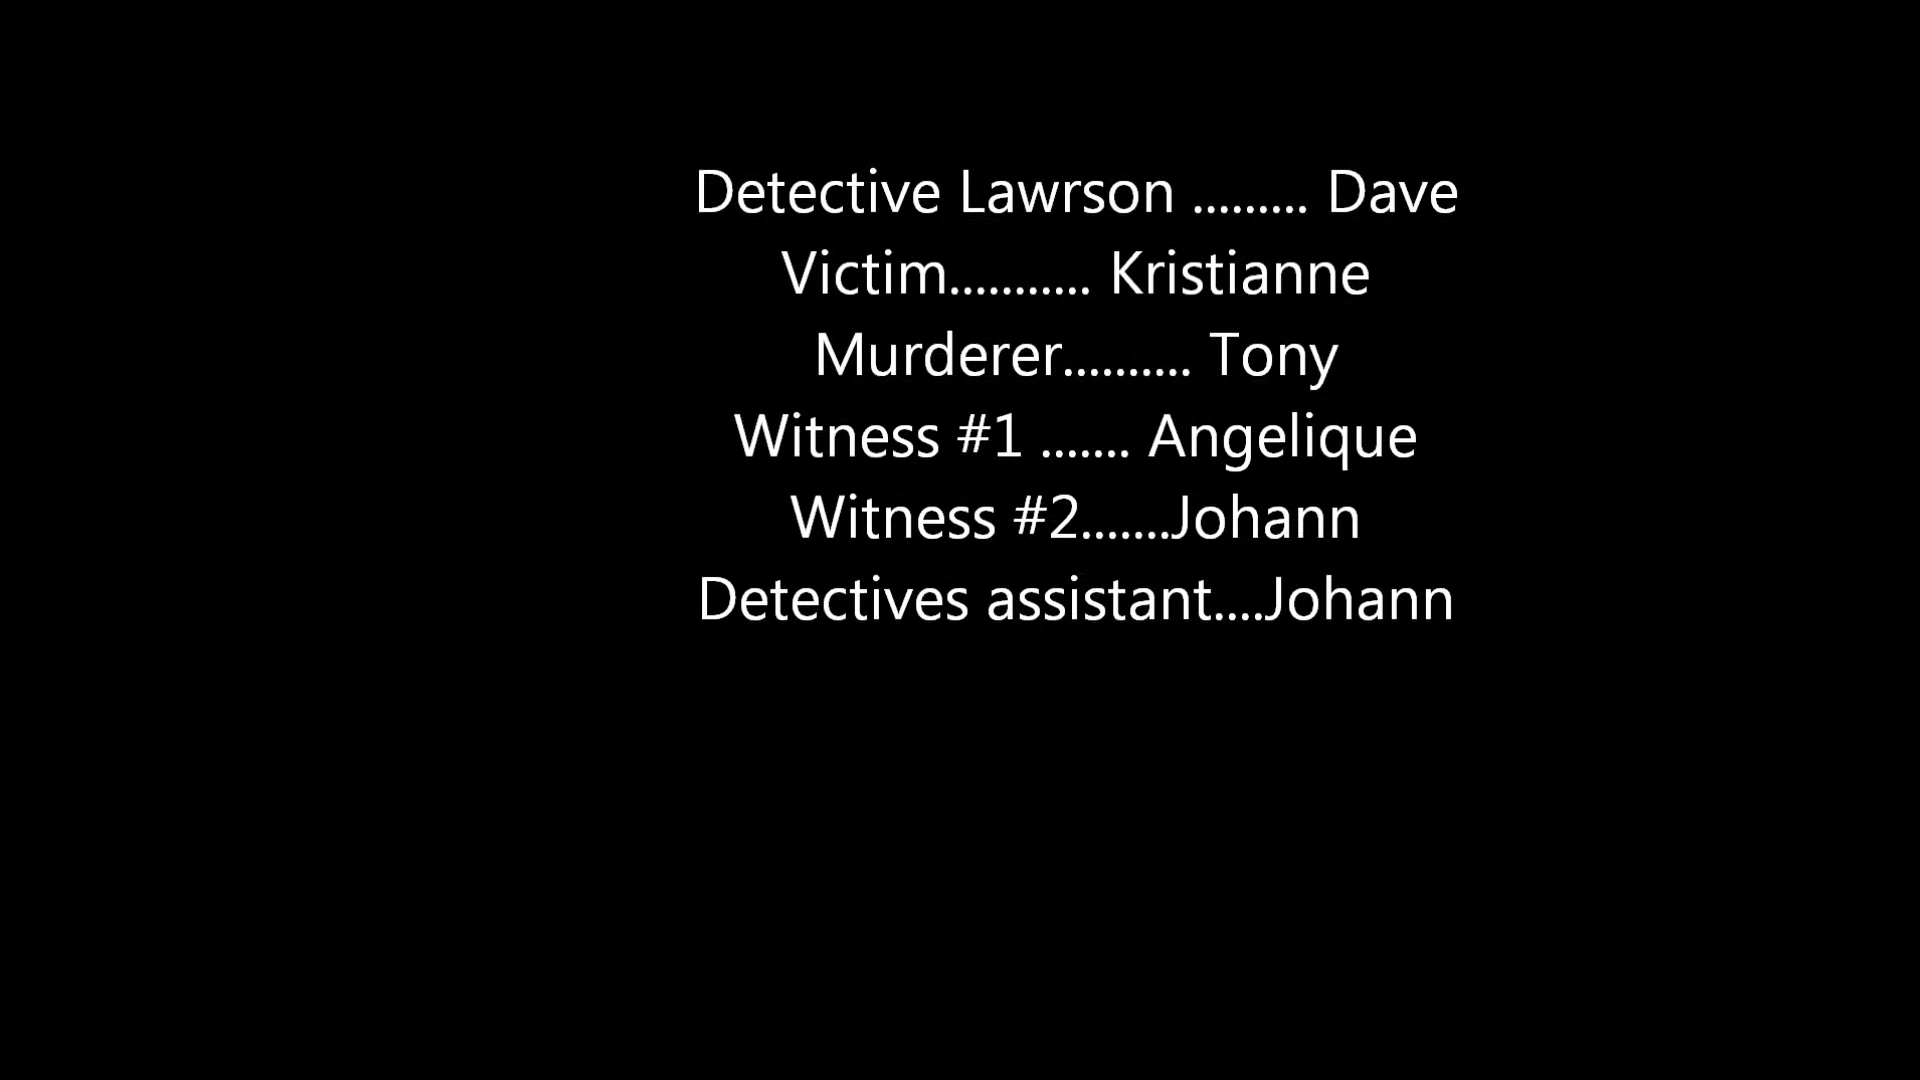 Detective Lawrson ......... Dave
Victim........... Kristianne
Murderer.......... Tony
Witness #1 ....... Angelique
Witness #2.......Johann
Detectives assistant....Johann